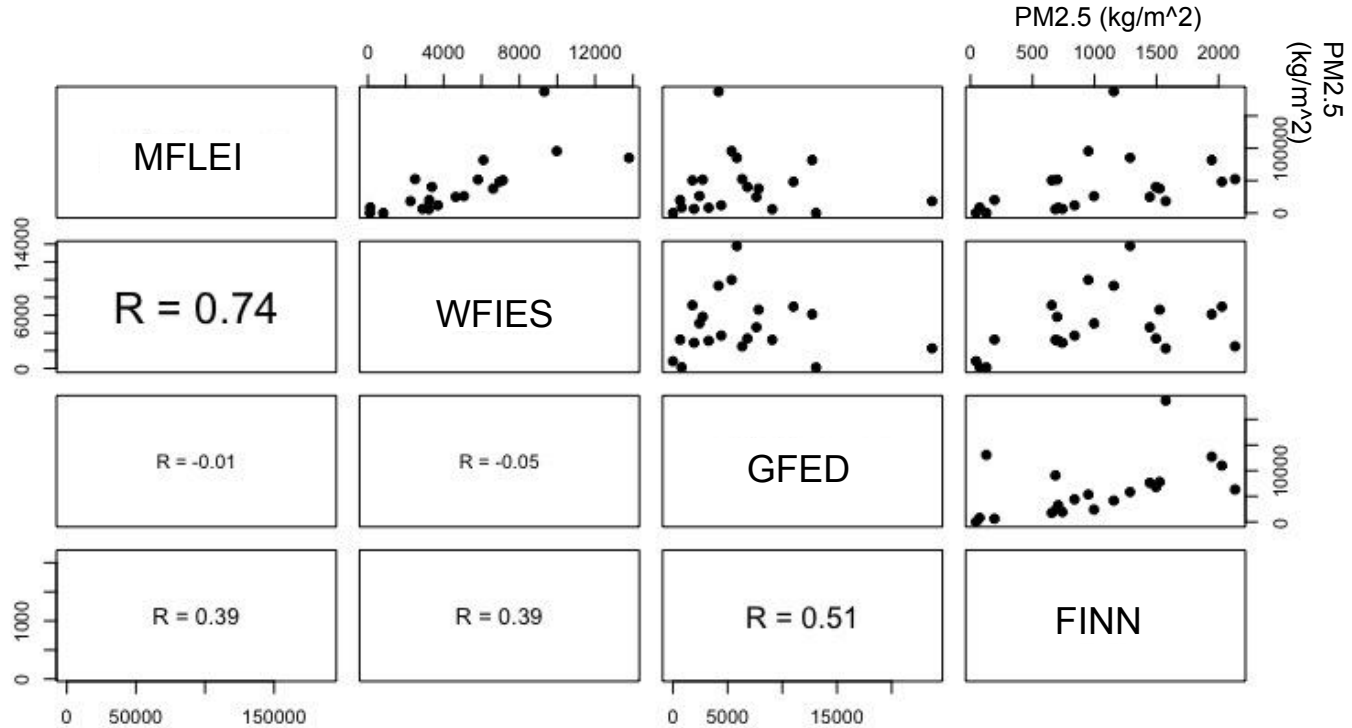 PM2.5 (kg/m^2)
0 4000 8000 12000
0 500 1000 1500 2000
PM2.5
(kg/m^2)
MFLEI
0 100000
0 6000 14000
R = 0.74
WFIES
R = -0.01
R = -0.05
GFED
0 10000
0 1000
R = 0.39
R = 0.39
R = 0.51
FINN
0 50000 150000
0 5000 15000